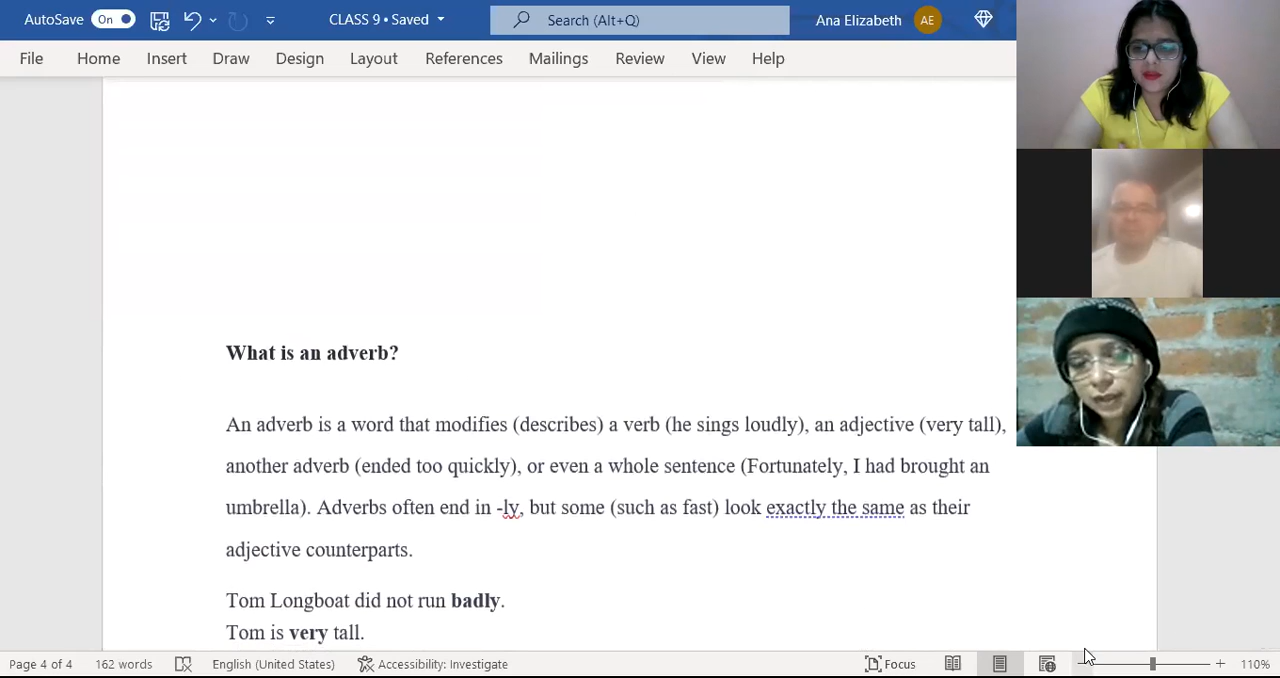 AutoSave On CLASS 9 • Saved Search (Alt+Q) Ana Elizabeth AE
File Home Insert Draw Design Layout References Mailings Review View Help
What is an adverb?
An adverb is a word that modifies (describes) a verb (he sings loudly), an adjective (very tall),
another adverb (ended too quickly), or even a whole sentence (Fortunately, I had brought an
umbrella). Adverbs often end in -ly, but some (such as fast) look exactly the same as their
adjective counterparts.
Tom Longboat did not run badly.
Tom is very tall.
Page 4 of 4 162 words English (United States) Accessibility: Investigate Focus 110%